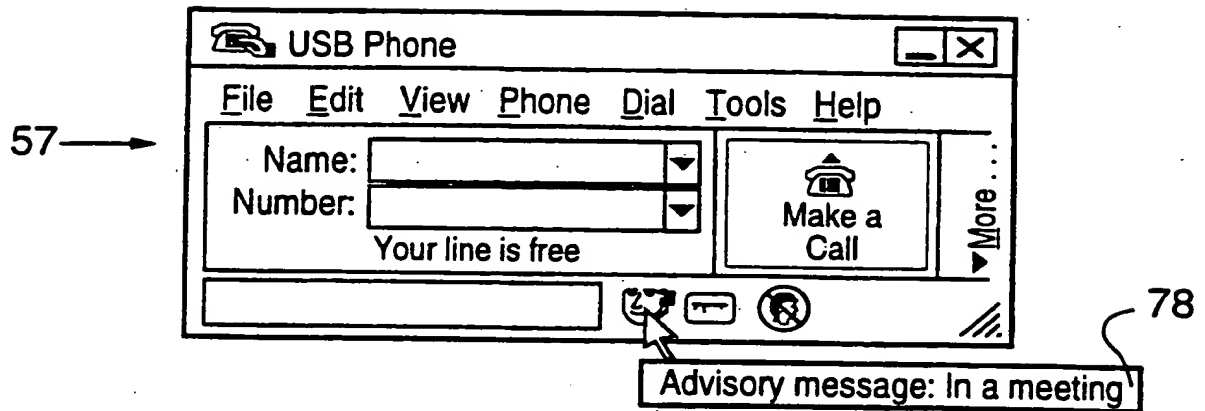 USB Phone
File Edit View Phone Dial Tools Help
57
Name:
Number:
Your line is free
Make a
Call
More...
78
Advisory message: In a meeting